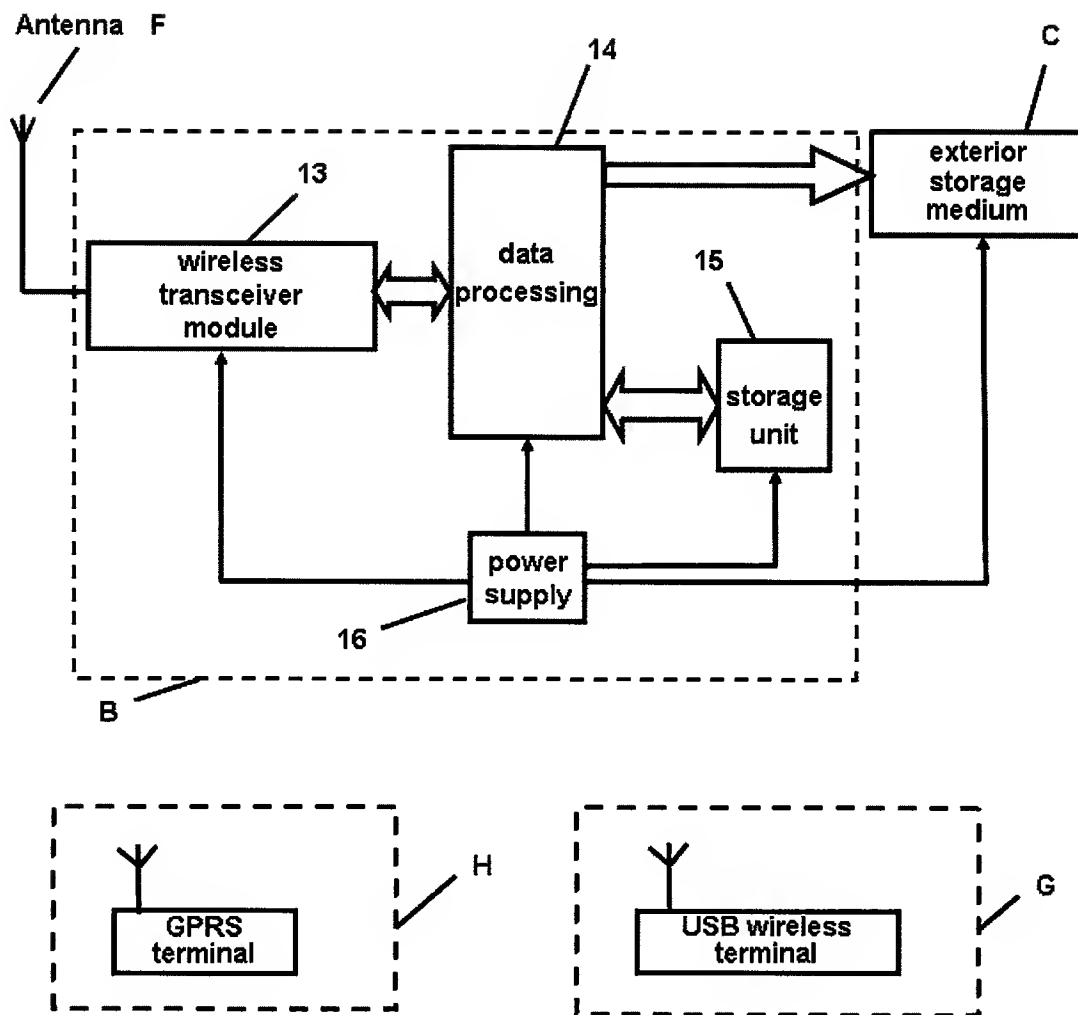 Antenna F
C
14
exterior
storage
medium
13
wireless
transceiver
module
data
processing
15
storage
unit
power
supply
16
B
H
GPRS
terminal
G
USB wireless
terminal